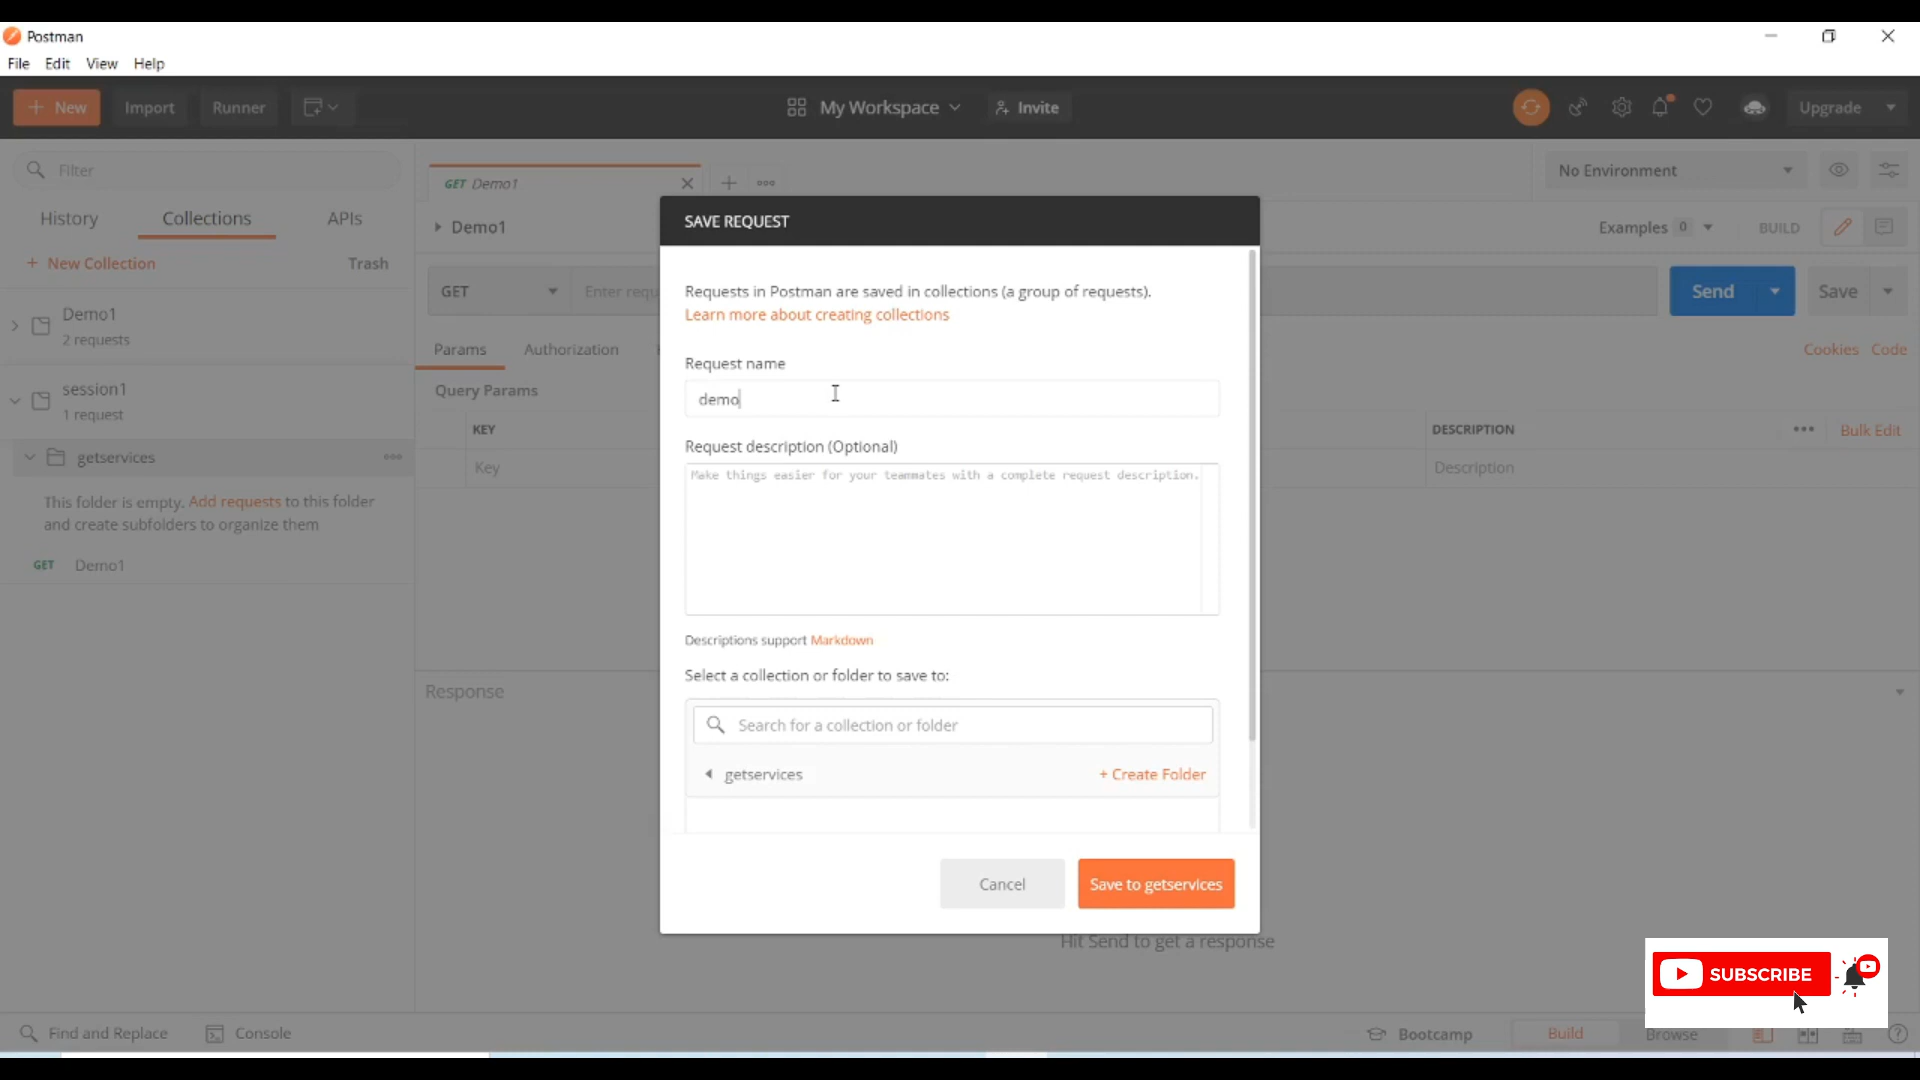 Postman
File Edit View Help
+ New Import Runner My Workspace Invite Upgrade
Filter
History Collections APIs
+ New Collection Trash
Demo1
2 requests
session1
1 request
getservices
This folder is empty. Add requests to this folder
and create subfolders to organize them
GET Demo1
GET Demo1
No Environment
Demo1
Examples 0 BUILD
GET Enter requ
Send Save
Params Authorization
Cookies Code
Query Params
KEY DESCRIPTION Bulk Edit
Key Description
Response
SAVE REQUEST
Requests in Postman are saved in collections (a group of requests).
Learn more about creating collections
Request name
demo
Request description (Optional)
Make things easier for your teammates with a complete request description.
Descriptions support Markdown
Select a collection or folder to save to:
Search for a collection or folder
getservices + Create Folder
Cancel Save to getservices
Hit Send to get a response
SUBSCRIBE
Find and Replace Console Bootcamp Build Browse